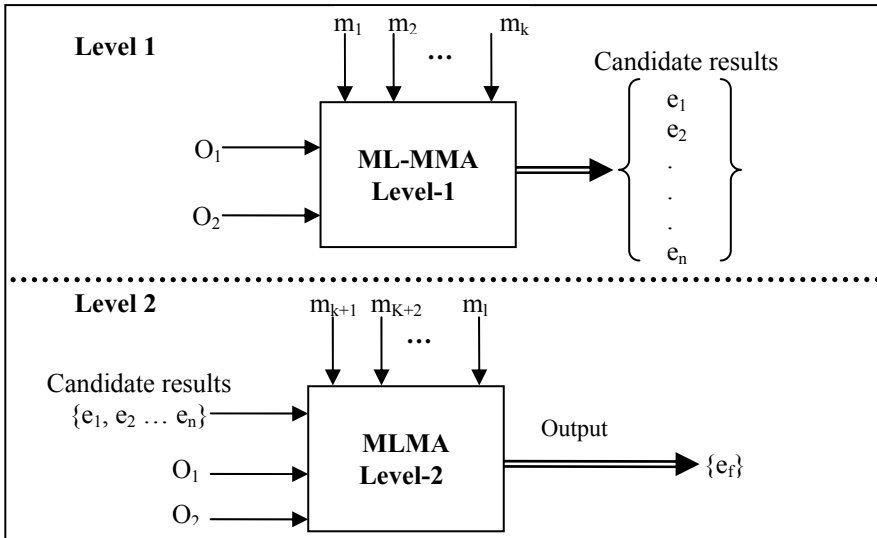 Level 1
m1 m2 ... mk
Candidate results
O1
O2
ML-MMA
Level-1
e1
e2
.
.
.
en
Level 2
mk+1 mK+2 ... ml
Candidate results
{e1, e2 ... en}
O1
O2
MLMA
Level-2
Output
{ef}